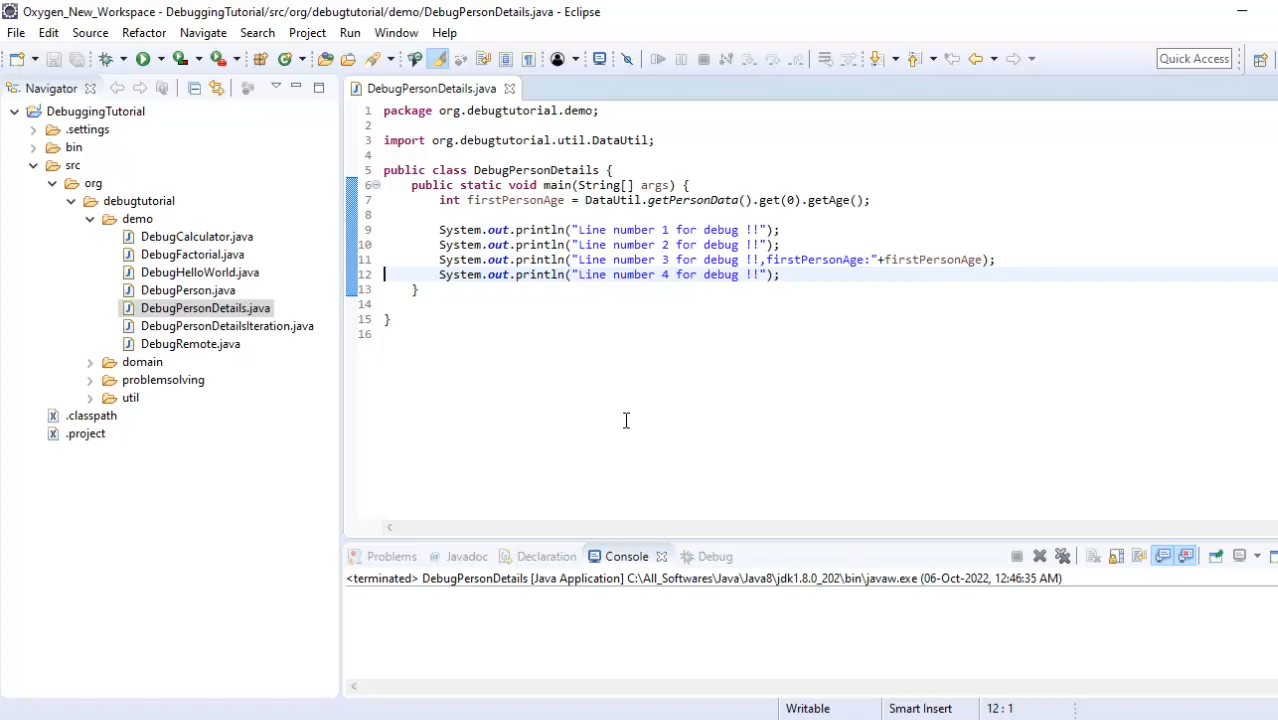 Oxygen_New_Workspace - DebuggingTutorial/src/org/debugtutorial/demo/DebugPersonDetails.java - Eclipse
File Edit Source Refactor Navigate Search Project Run Window Help
Quick Access
Navigator
DebuggingTutorial
.settings
bin
src
org
debugtutorial
demo
DebugCalculator.java
DebugFactorial.java
DebugHelloWorld.java
DebugPerson.java
DebugPersonDetails.java
DebugPersonDetailsIteration.java
DebugRemote.java
domain
problemsolving
util
.classpath
.project
DebugPersonDetails.java
1 package org.debugtutorial.demo;
2
3 import org.debugtutorial.util.DataUtil;
4
5 public class DebugPersonDetails {
6 public static void main(String[] args) {
7 int firstPersonAge = DataUtil.getPersonData().get(0).getAge();
8
9 System.out.println("Line number 1 for debug !!");
10 System.out.println("Line number 2 for debug !!");
11 System.out.println("Line number 3 for debug !!,firstPersonAge:"+firstPersonAge);
12 System.out.println("Line number 4 for debug !!");
13 }
14
15 }
16
Problems Javadoc Declaration Console Debug
<terminated> DebugPersonDetails [Java Application] C:\All_Softwares\Java\Java8\jdk1.8.0_202\bin\javaw.exe (06-Oct-2022, 12:46:35 AM)
Writable Smart Insert 12 : 1